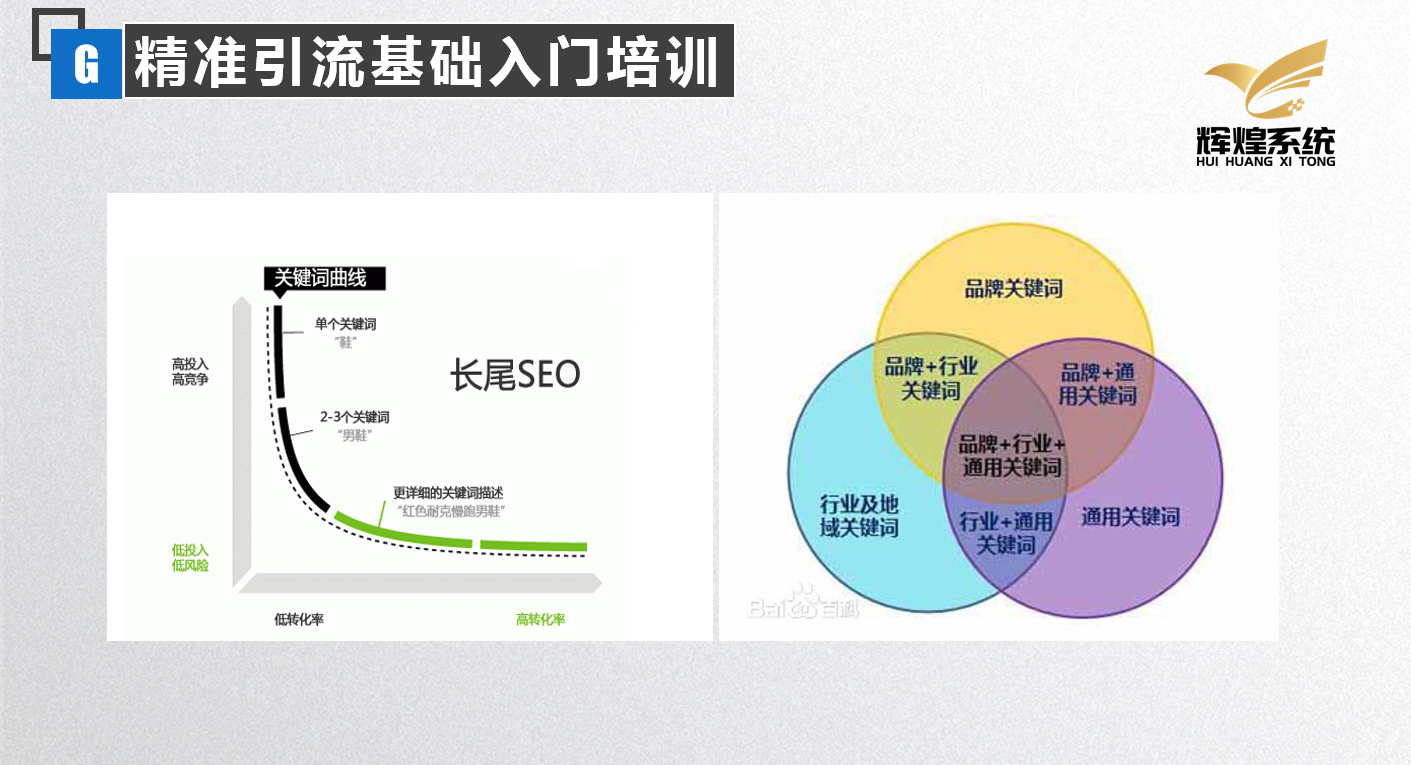 G
精准引流基础入门培训
辉煌系统
HUI HUANG XI TONG
关键词曲线
单个关键词
“鞋”
高投入
高竞争
长尾SEO
2-3个关键词
“男鞋”
更详细的关键词描述
“红色耐克慢跑男鞋”
低投入
低风险
低转化率
高转化率
品牌关键词
品牌+行业
关键词
品牌+通
用关键词
品牌+行业+
通用关键词
行业及地
域关键词
行业+通用
关键词
通用关键词
Baidu百科